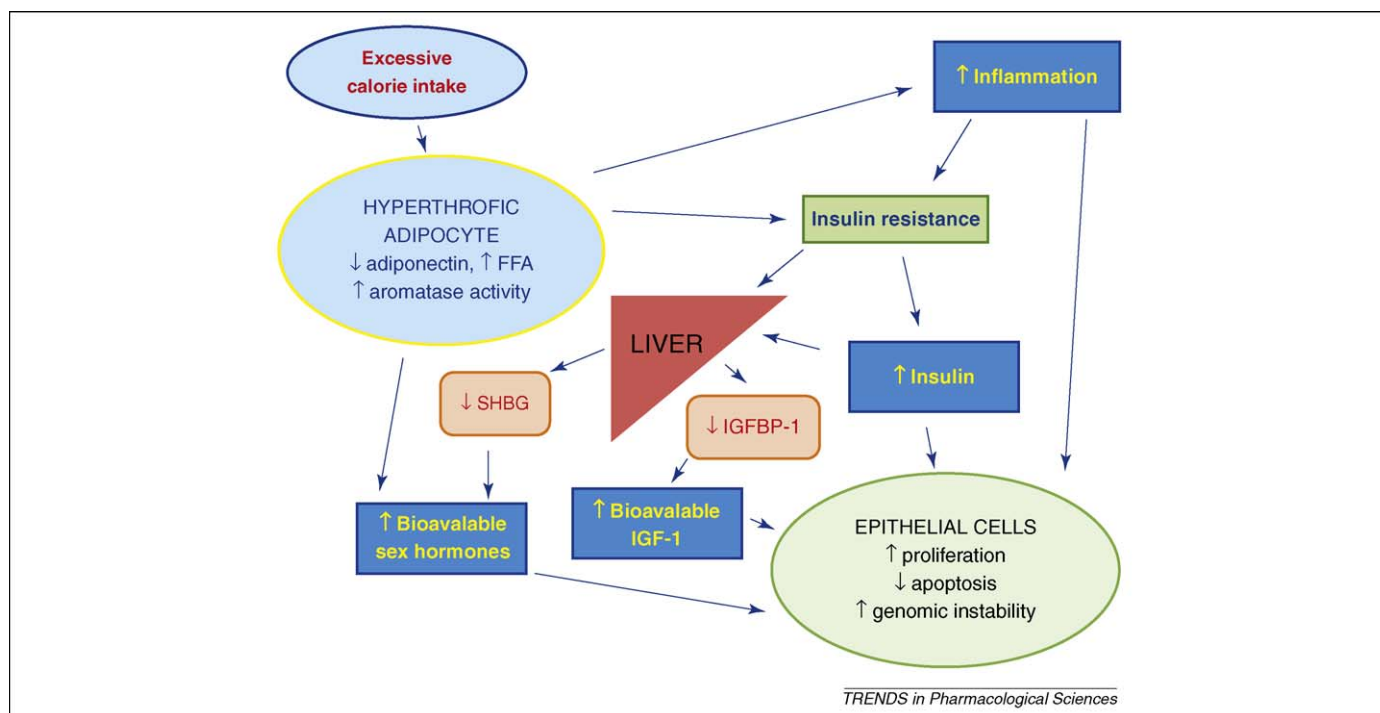 Excessive
calorie intake
↑ Inflammation
HYPERTHROFIC
ADIPOCYTE
↓ adiponectin, ↑ FFA
↑ aromatase activity
Insulin resistance
LIVER
↑ Insulin
↓ SHBG
↓ IGFBP-1
↑ Bioavalable
sex hormones
↑ Bioavalable
IGF-1
EPITHELIAL CELLS
↑ proliferation
↓ apoptosis
↑ genomic instability
TRENDS in Pharmacological Sciences